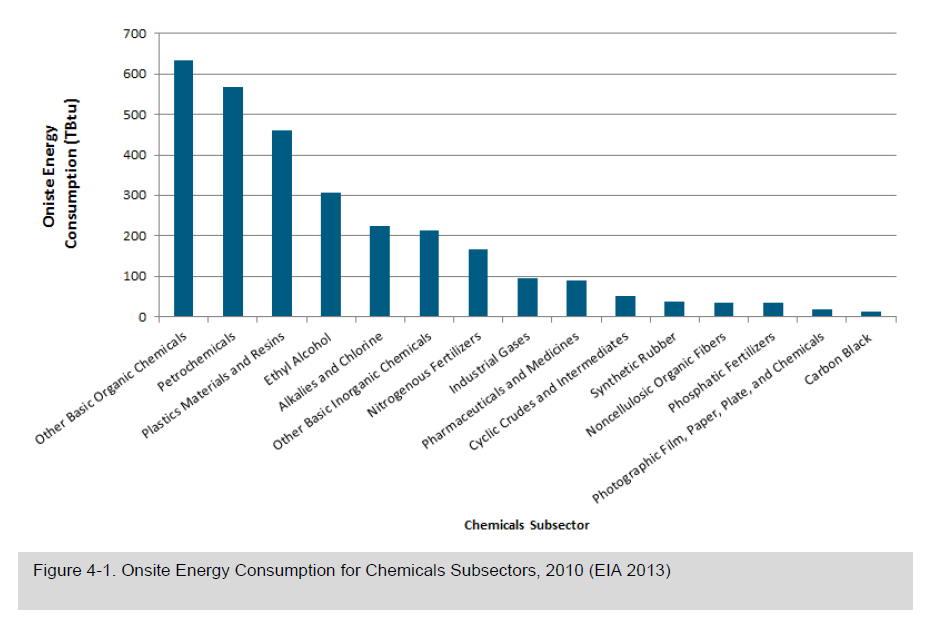 700
600
500
400
300
200
100
0
Oniste Energy
Consumption (TBtu)
Other Basic Organic Chemicals
Petrochemicals
Plastics Materials and Resins
Ethyl Alcohol
Alkalies and Chlorine
Other Basic Inorganic Chemicals
Nitrogenous Fertilizers
Industrial Gases
Pharmaceuticals and Medicines
Cyclic Crudes and Intermediates
Synthetic Rubber
Noncellulosic Organic Fibers
Phosphatic Fertilizers
Photographic Film, Paper, Plate, and Chemicals
Carbon Black
Chemicals Subsector
Figure 4-1. Onsite Energy Consumption for Chemicals Subsectors, 2010 (EIA 2013)